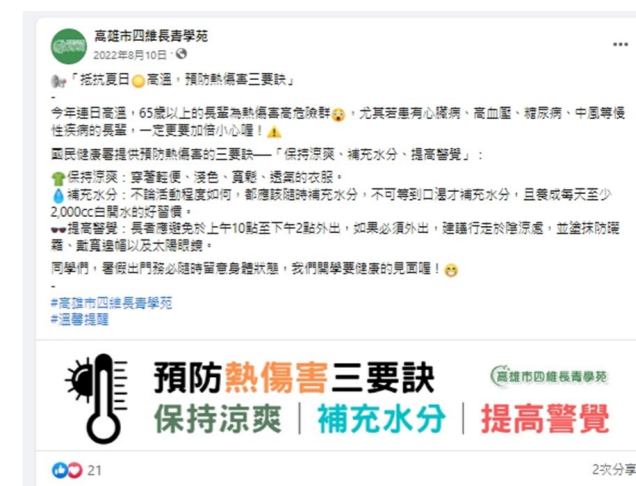 高雄市四維長青學苑
2022年8月10日
「抵抗夏日🌞高溫，預防熱傷害三要訣」
-
今年連日高溫，65歲以上的長輩為熱傷害高危險群😵，尤其若患有心臟病、高血壓、糖尿病、中風等慢
性疾病的長輩，一定更要加倍小心喔！⚠️
國民健康署提供預防熱傷害的三要訣──「保持涼爽、補充水分、提高警覺」：
👕保持涼爽：穿著輕便、淺色、寬鬆、透氣的衣服。
💧補充水分：不論活動程度如何，都應該隨時補充水分，不可等到口渴才補充水分，且養成每天至少
2,000cc白開水的好習慣。
🕶️提高警覺：長者應避免於上午10點至下午2點外出，如果必須外出，建議行走於陰涼處，並塗抹防曬
霜、戴寬邊帽以及太陽眼鏡。
同學們，暑假出門務必隨時留意身體狀態，我們開學要健康的見面喔！😁
-
#高雄市四維長青學苑
#溫馨提醒
預防熱傷害三要訣
高雄市四維長青學苑
保持涼爽｜補充水分｜提高警覺
21
2次分享